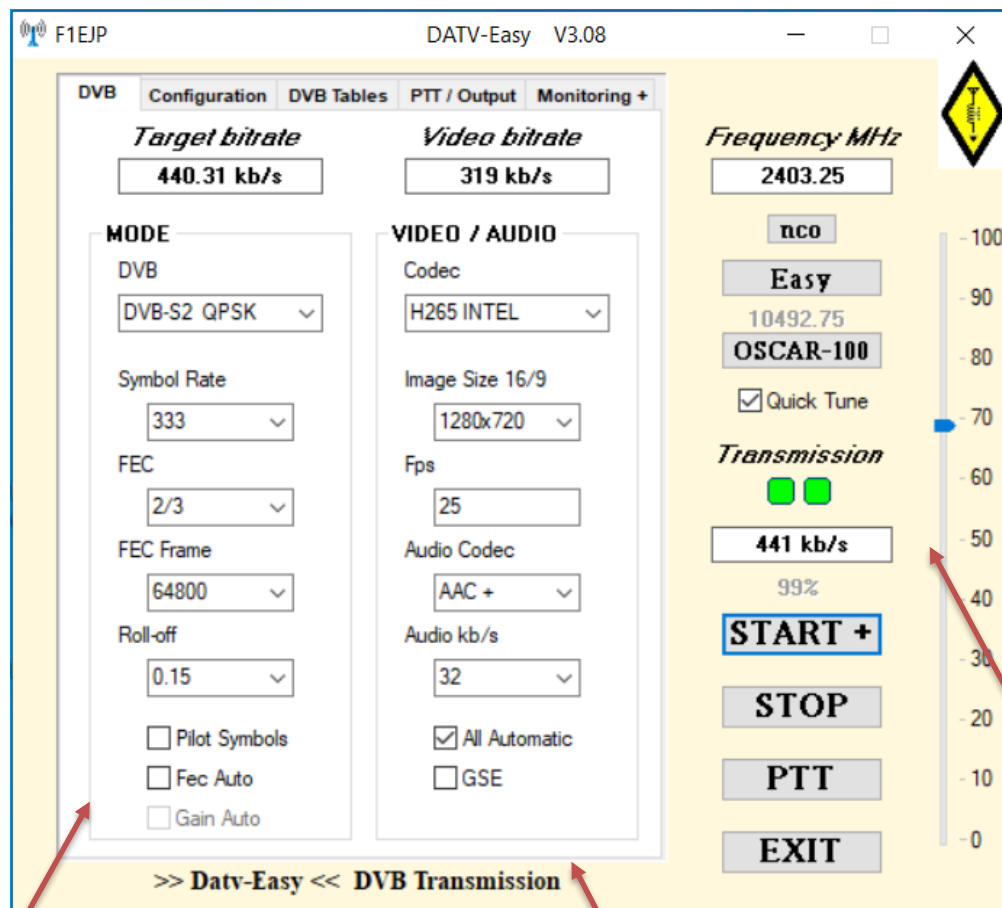 F1EJP DATV-Easy V3.08
DVB Configuration DVB Tables PTT / Output Monitoring +
Target bitrate
440.31 kb/s
Video bitrate
319 kb/s
MODE
DVB
DVB-S2 QPSK
Symbol Rate
333
FEC
2/3
FEC Frame
64800
Roll-off
0.15
Pilot Symbols
Fec Auto
Gain Auto
VIDEO / AUDIO
Codec
H265 INTEL
Image Size 16/9
1280x720
Fps
25
Audio Codec
AAC +
Audio kb/s
32
All Automatic
GSE
>> Datv-Easy << DVB Transmission
Frequency MHz
2403.25
nco
Easy
10492.75
OSCAR-100
Quick Tune
Transmission
441 kb/s
99%
START +
STOP
PTT
EXIT
100
90
80
70
60
50
40
30
20
10
0